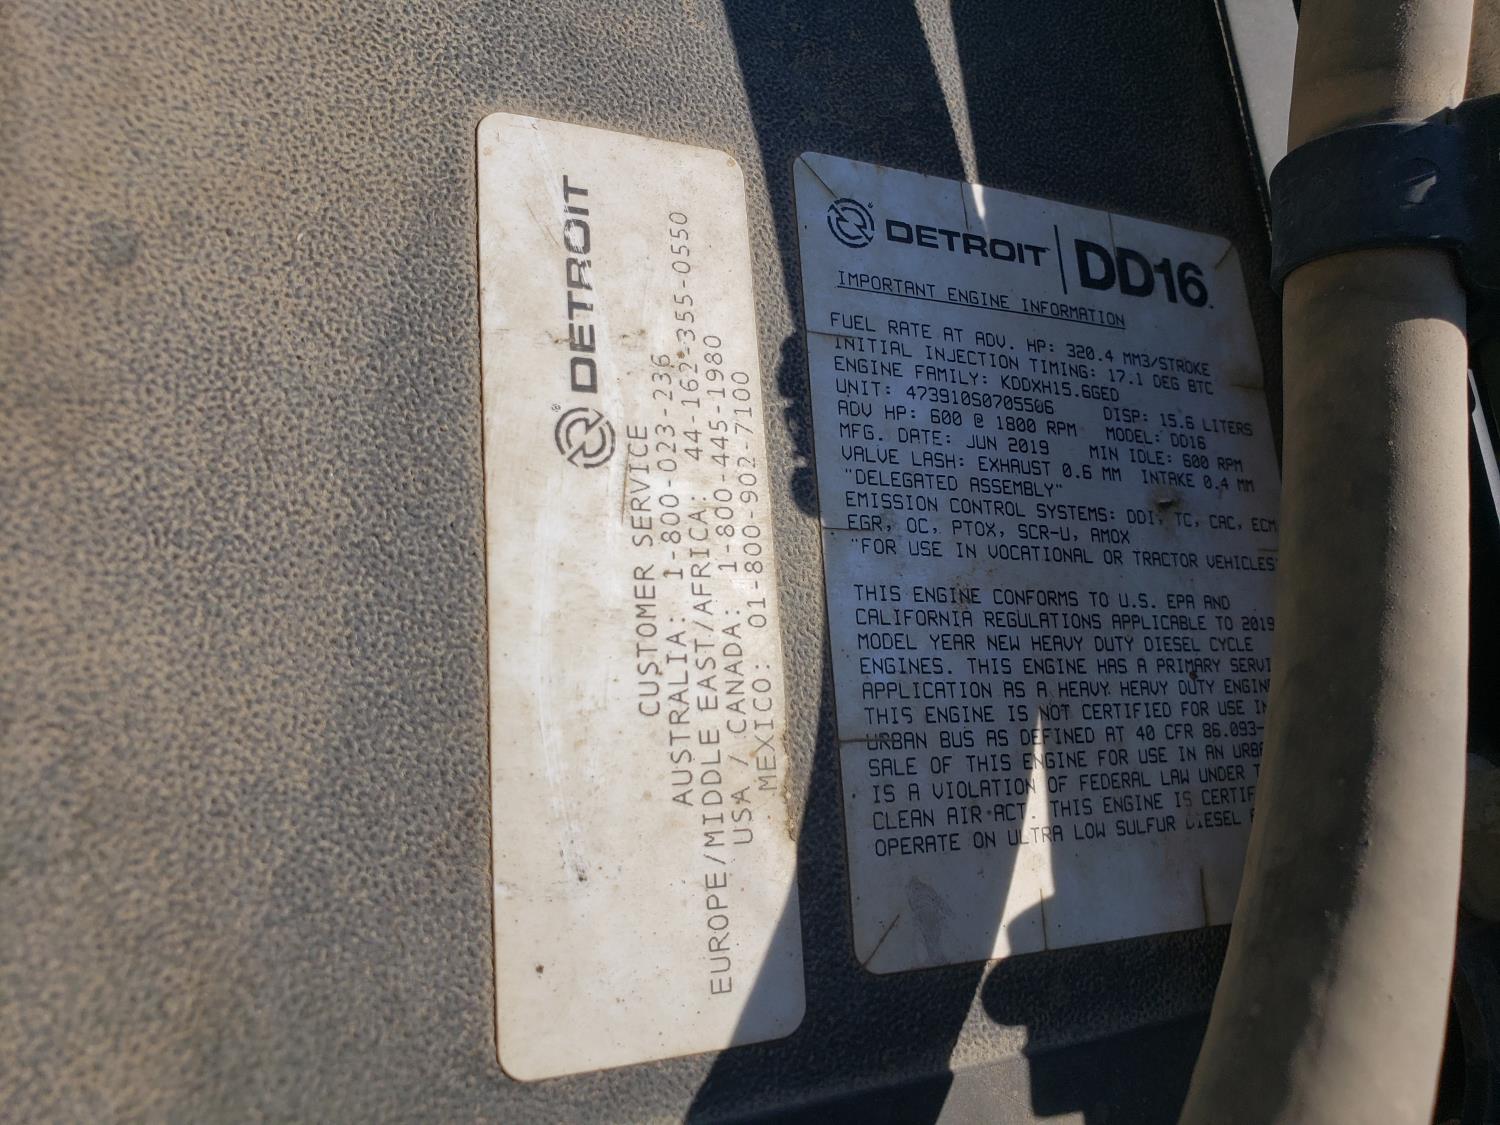 DETROIT
CUSTOMER SERVICE
AUSTRALIA: 1-800-023-236
EUROPE/MIDDLE EAST/AFRICA: 44-162-355-0550
USA / CANADA: 1-800-445-1980
MEXICO: 01-800-902-7100
DETROIT DD16
IMPORTANT ENGINE INFORMATION
FUEL RATE AT ADV. HP: 320.4 MM3/STROKE
INITIAL INJECTION TIMING: 17.1 DEG BTC
ENGINE FAMILY: KDDXH15.6GED
UNIT: 473910S0705506 DISP: 15.6 LITERS
ADV HP: 600 @ 1800 RPM MODEL: DD16
MFG. DATE: JUN 2019 MIN IDLE: 600 RPM
VALVE LASH: EXHAUST 0.6 MM INTAKE 0.4 MM
"DELEGATED ASSEMBLY"
EMISSION CONTROL SYSTEMS: DDI, TC, CAC, ECM
EGR, OC, PTOX, SCR-U, AMOX
"FOR USE IN VOCATIONAL OR TRACTOR VEHICLES
THIS ENGINE CONFORMS TO U.S. EPA AND
CALIFORNIA REGULATIONS APPLICABLE TO 2019
MODEL YEAR NEW HEAVY DUTY DIESEL CYCLE
ENGINES. THIS ENGINE HAS A PRIMARY SERVI
APPLICATION AS A HEAVY HEAVY DUTY ENGIN
THIS ENGINE IS NOT CERTIFIED FOR USE IN
URBAN BUS AS DEFINED AT 40 CFR 86.093-
SALE OF THIS ENGINE FOR USE IN AN URB
IS A VIOLATION OF FEDERAL LAW UNDER T
CLEAN AIR ACT. THIS ENGINE IS CERTIF
OPERATE ON ULTRA LOW SULFUR DIESEL